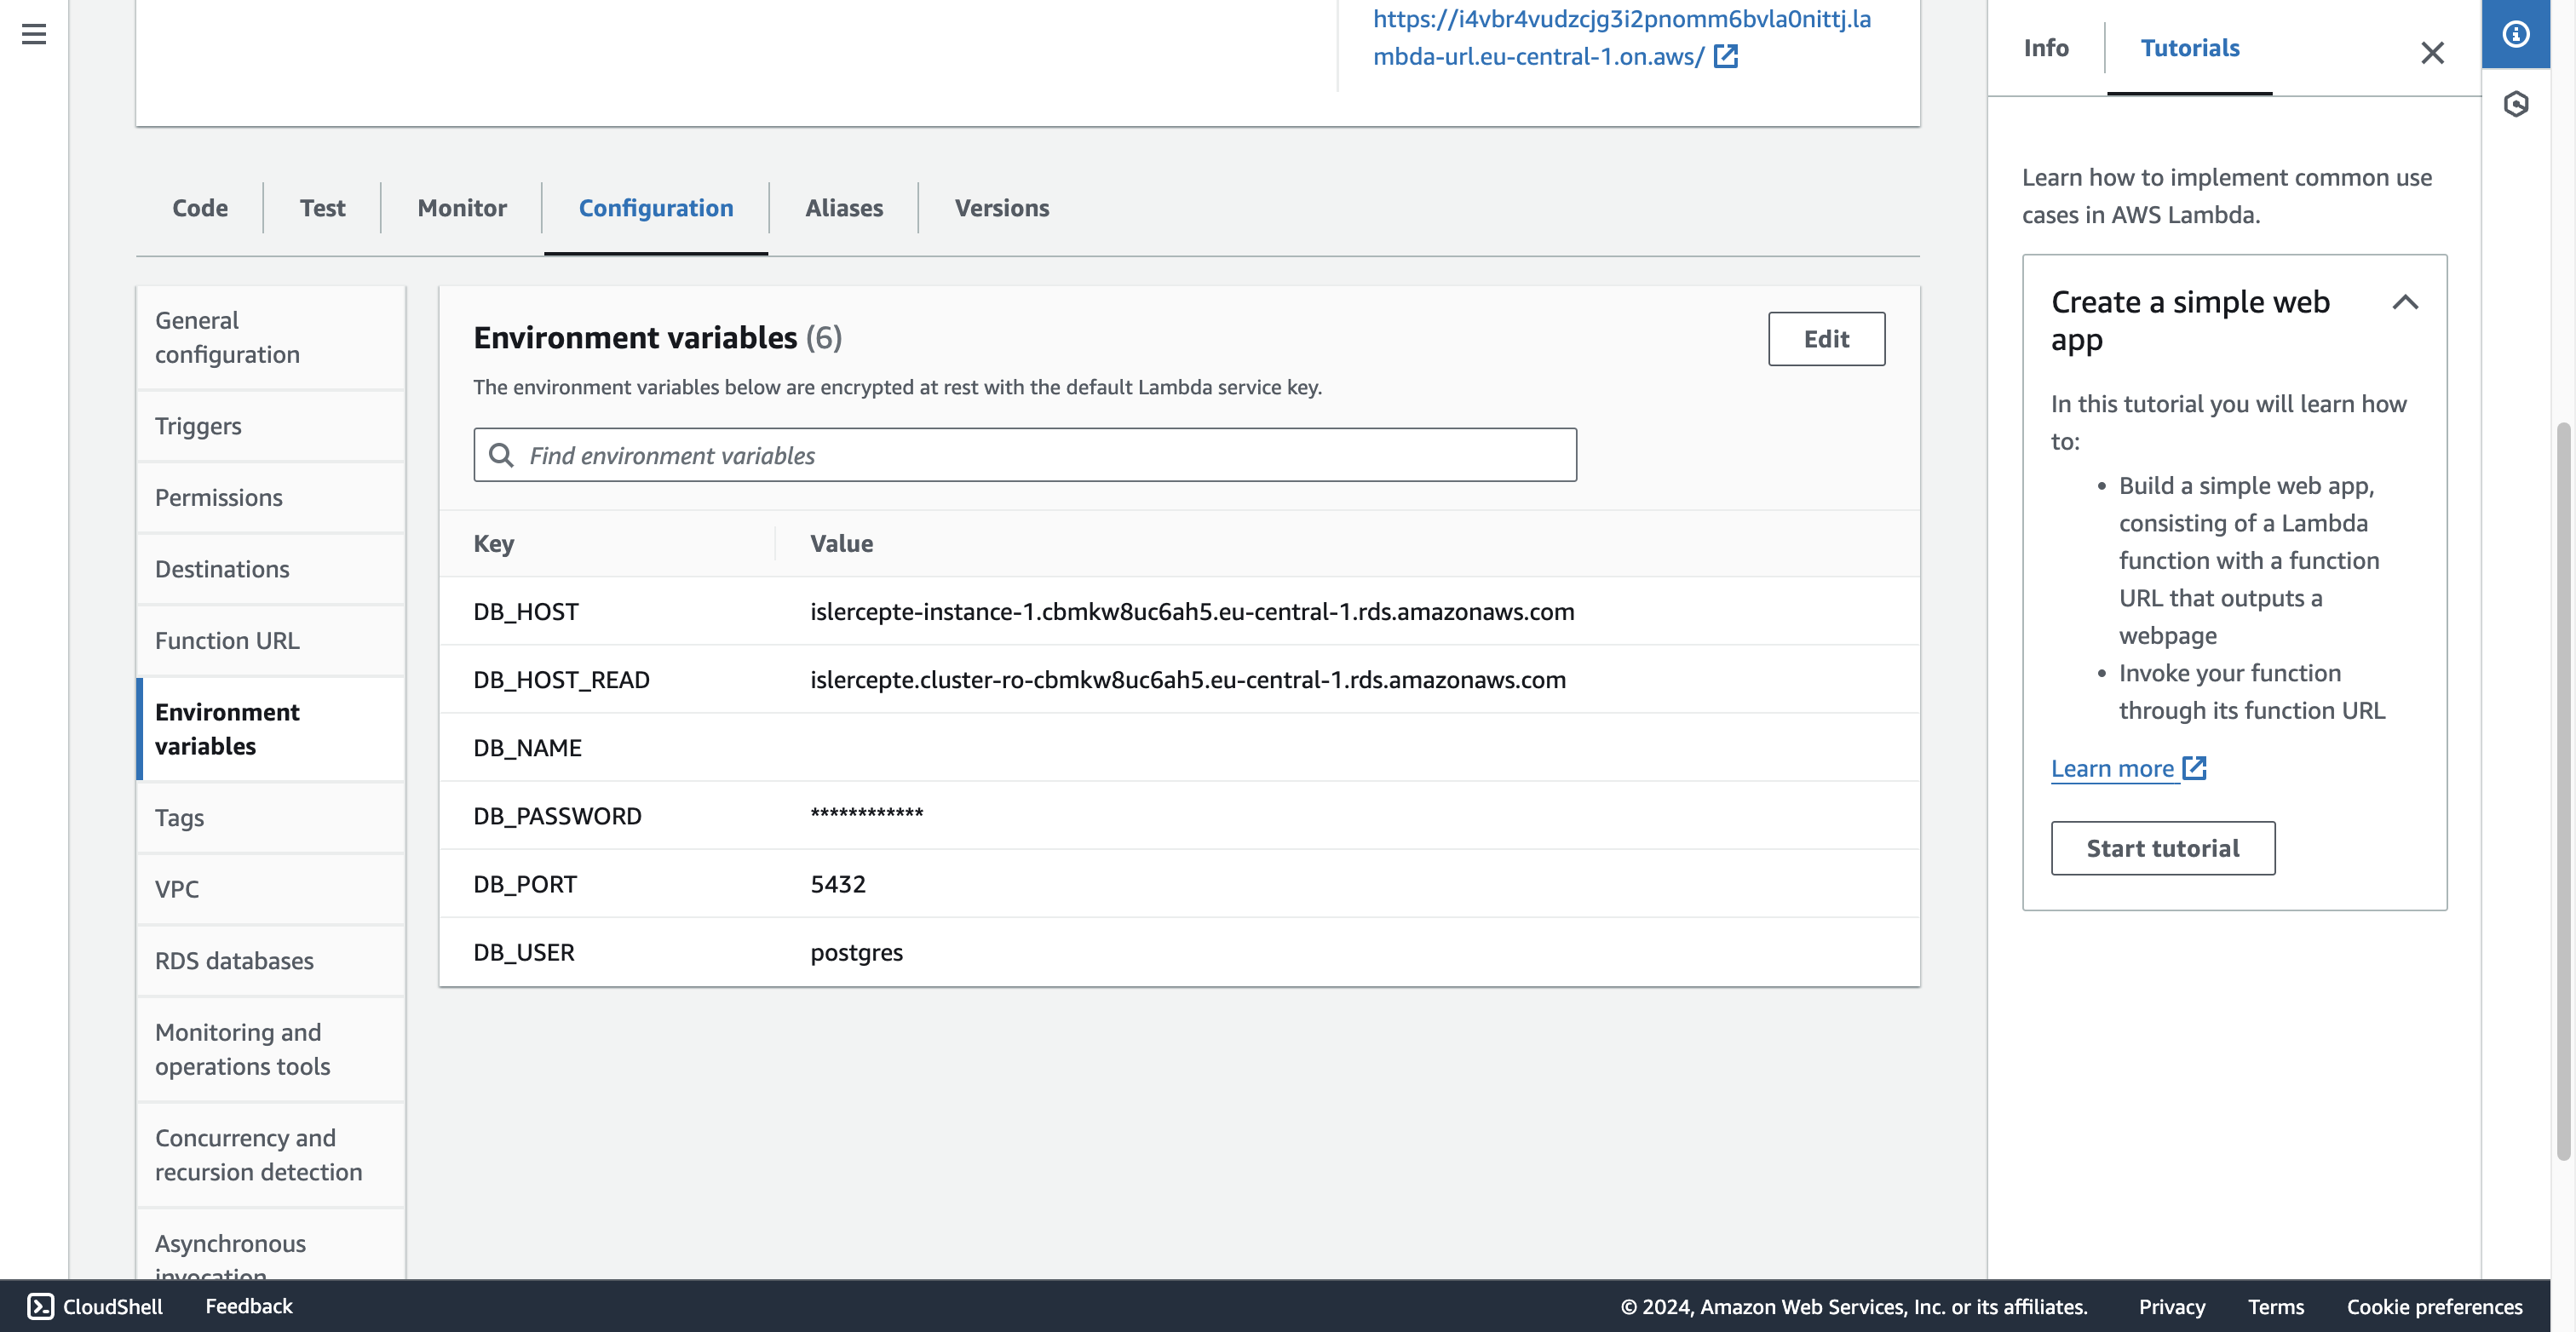 https://i4vbr4vudzcjg3i2pnomm6bvla0nittj.la
mbda-url.eu-central-1.on.aws/
Info
Tutorials
Code
Test
Monitor
Configuration
Aliases
Versions
General
configuration
Triggers
Permissions
Destinations
Function URL
Environment
variables
Tags
VPC
RDS databases
Monitoring and
operations tools
Concurrency and
recursion detection
Asynchronous
invocation
Environment variables (6)
Edit
The environment variables below are encrypted at rest with the default Lambda service key.
Find environment variables
Key Value
DB_HOST islercepte-instance-1.cbmkw8uc6ah5.eu-central-1.rds.amazonaws.com
DB_HOST_READ islercepte.cluster-ro-cbmkw8uc6ah5.eu-central-1.rds.amazonaws.com
DB_NAME
DB_PASSWORD ************
DB_PORT 5432
DB_USER postgres
Learn how to implement common use
cases in AWS Lambda.
Create a simple web
app
In this tutorial you will learn how
to:
• Build a simple web app,
consisting of a Lambda
function with a function
URL that outputs a
webpage
• Invoke your function
through its function URL
Learn more
Start tutorial
CloudShell
Feedback
© 2024, Amazon Web Services, Inc. or its affiliates.
Privacy
Terms
Cookie preferences